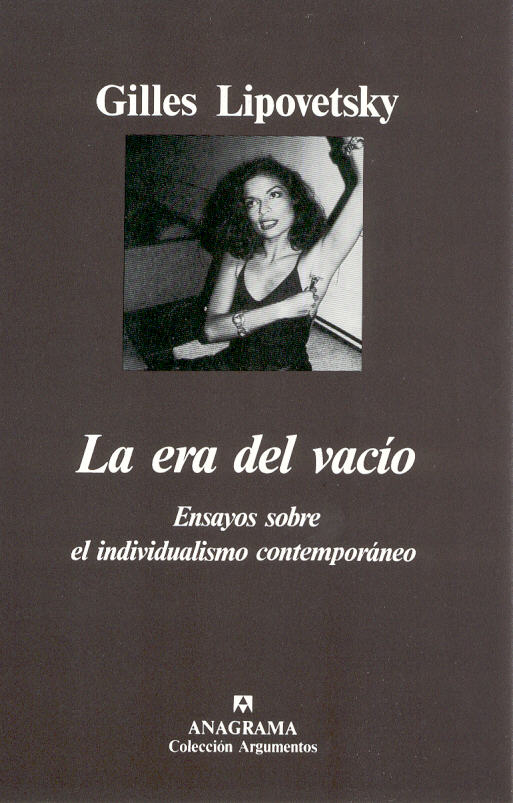 Gilles Lipovetsky
La era del vacío
Ensayos sobre
el individualismo contemporáneo
ANAGRAMA
Colección Argumentos